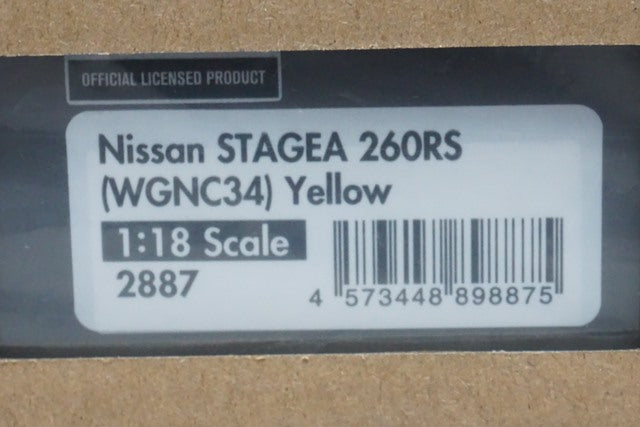 OFFICIAL LICENSED PRODUCT
Nissan STAGEA 260RS
(WGNC34) Yellow
1:18 Scale
2887
4 573448 898875